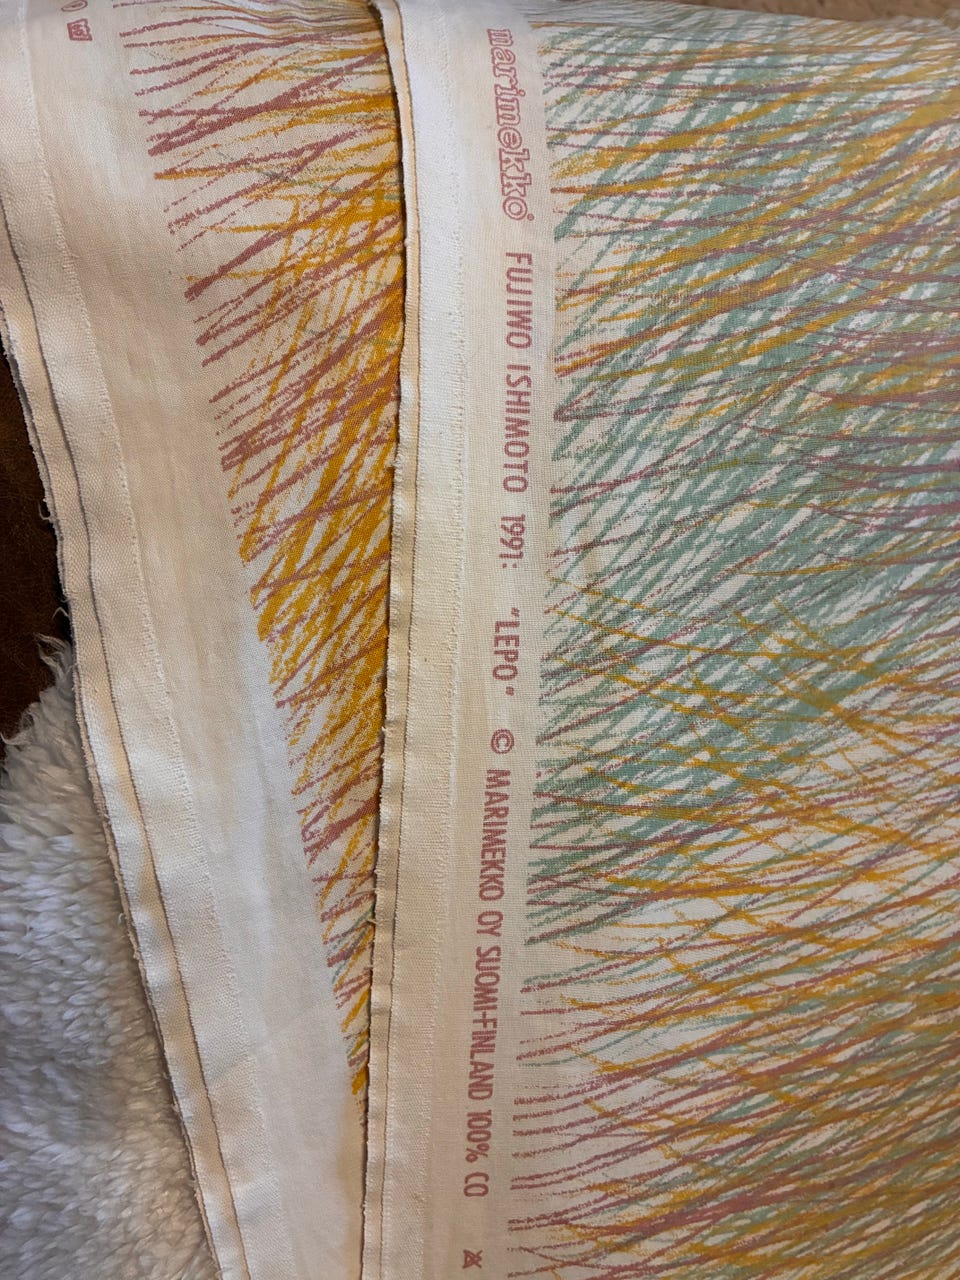 marimekko® FUJIWO ISHIMOTO 1991: "LEPO" © MARIMEKKO OY SUOMI-FINLAND 100% CO